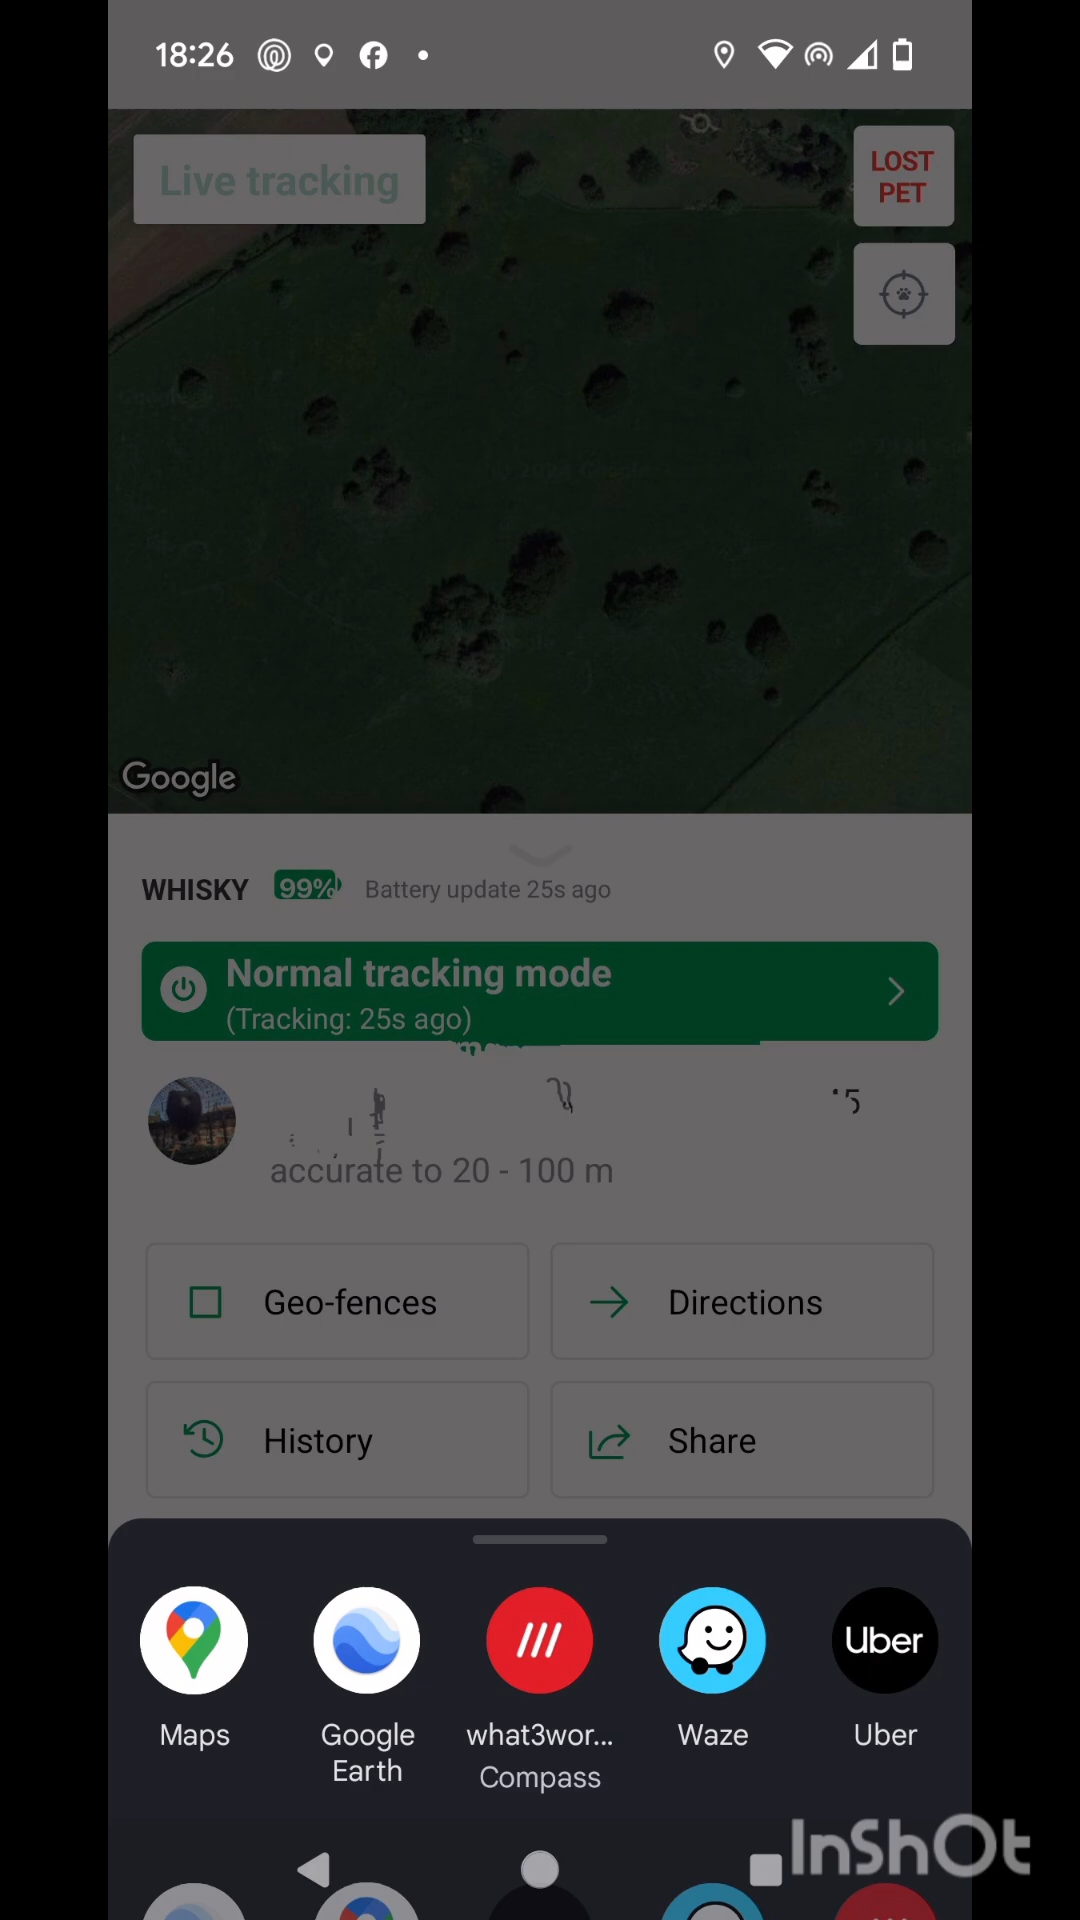 18:26
Live tracking
LOST
PET
Google
WHISKY 99% Battery update 25s ago
Normal tracking mode
(Tracking: 25s ago)
accurate to 20 - 100 m
Geo-fences
Directions
History
Share
Uber
Maps
Google
Earth
what3wor...
Compass
Waze
Uber
InShOt